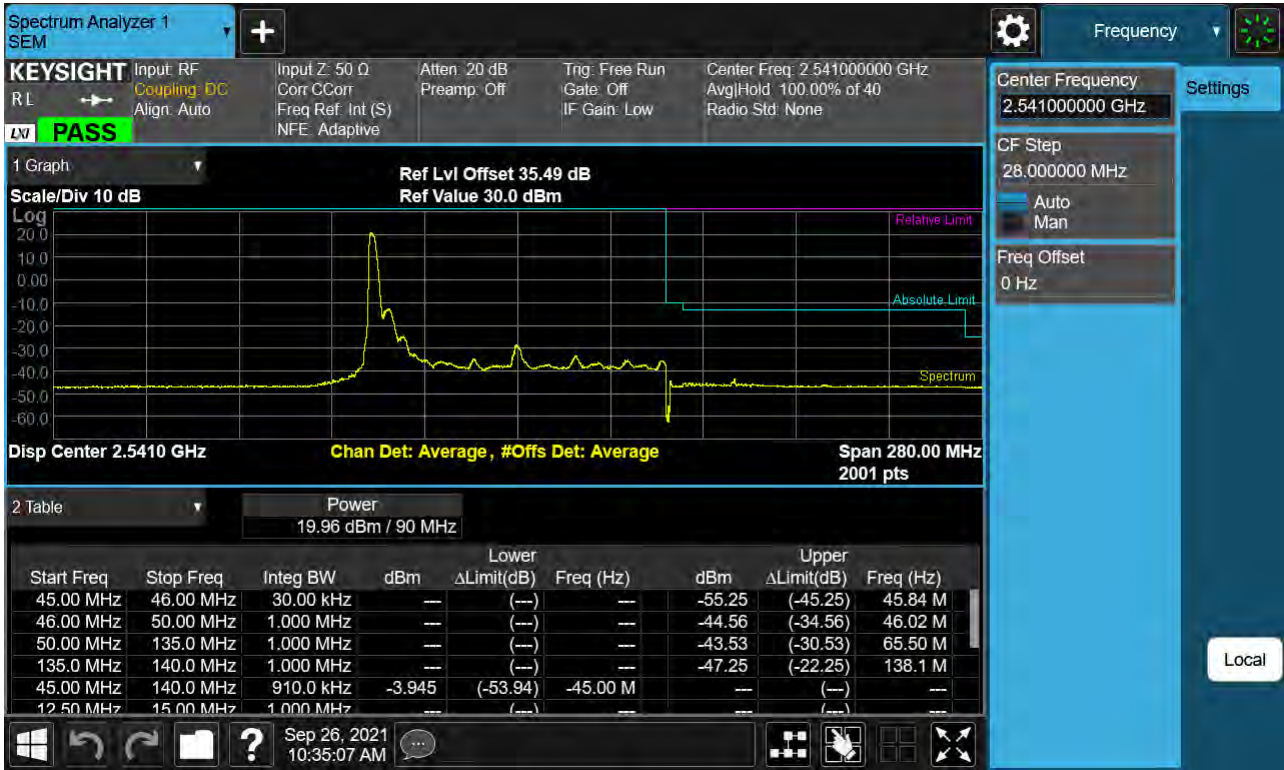 Spectrum Analyzer 1
SEM
Frequency
KEYSIGHT
RL
LXI
PASS
Input: RF
Coupling: DC
Align: Auto
Input Z: 50 Ω
Corr CCorr
Freq Ref: Int (S)
NFE: Adaptive
Atten: 20 dB
Preamp: Off
Trig: Free Run
Gate: Off
IF Gain: Low
Center Freq: 2.541000000 GHz
Avg|Hold: 100.00% of 40
Radio Std: None
Center Frequency
2.541000000 GHz
Settings
CF Step
28.000000 MHz
Auto
Man
Freq Offset
0 Hz
Local
1 Graph
Scale/Div 10 dB
Ref Lvl Offset 35.49 dB
Ref Value 30.0 dBm
Log
20.0
10.0
0.00
-10.0
-20.0
-30.0
-40.0
-50.0
-60.0
Relative Limit
Absolute Limit
Spectrum
Disp Center 2.5410 GHz
Chan Det: Average, #Offs Det: Average
Span 280.00 MHz
2001 pts
2 Table
Power
19.96 dBm / 90 MHz
Lower Upper
Start Freq Stop Freq Integ BW dBm ΔLimit(dB) Freq (Hz) dBm ΔLimit(dB) Freq (Hz)
45.00 MHz 46.00 MHz 30.00 kHz --- (---) --- -55.25 (-45.25) 45.84 M
46.00 MHz 50.00 MHz 1.000 MHz --- (---) --- -44.56 (-34.56) 46.02 M
50.00 MHz 135.0 MHz 1.000 MHz --- (---) --- -43.53 (-30.53) 65.50 M
135.0 MHz 140.0 MHz 1.000 MHz --- (---) --- -47.25 (-22.25) 138.1 M
45.00 MHz 140.0 MHz 910.0 kHz -3.945 (-53.94) -45.00 M --- (---) ---
12.50 MHz 15.00 MHz 1.000 MHz --- (---) --- --- (---) ---
Sep 26, 2021
10:35:07 AM